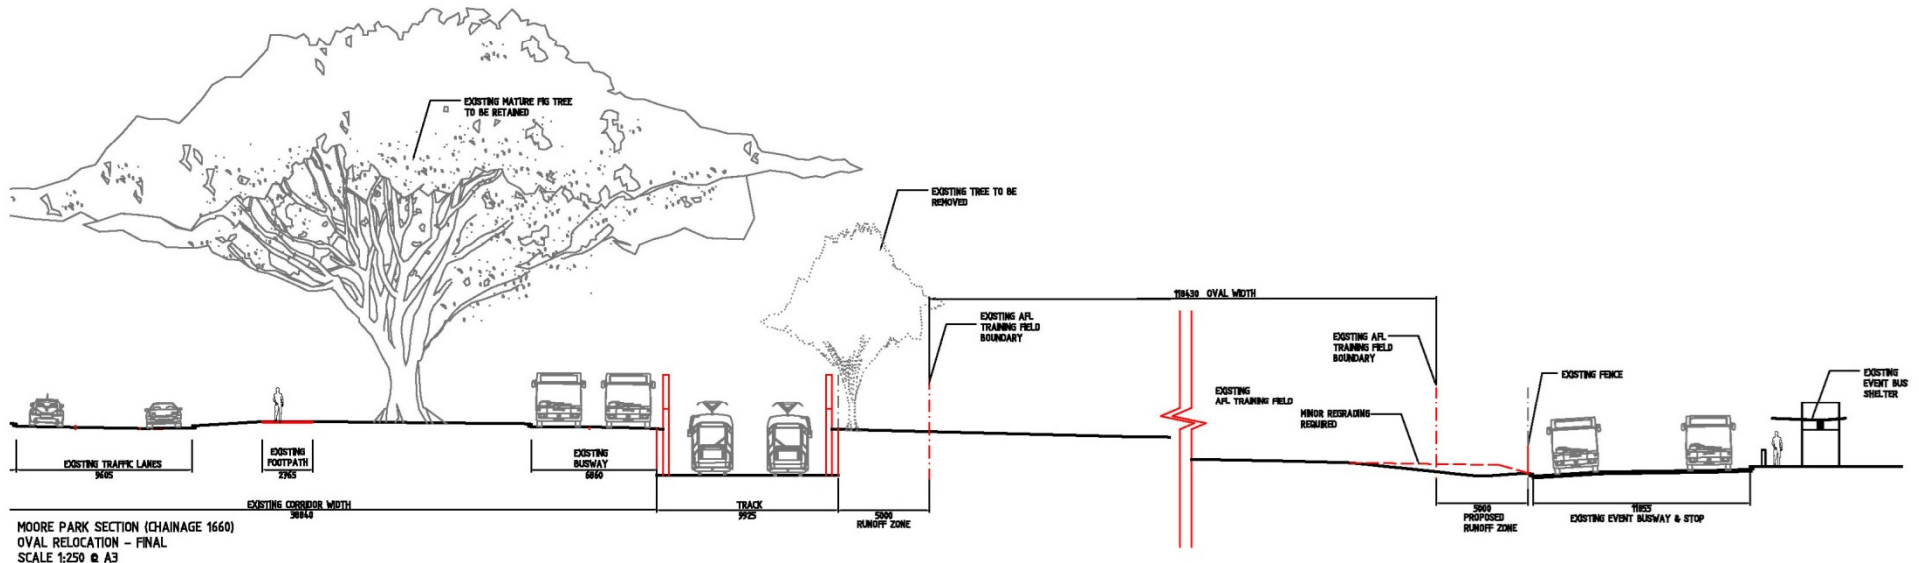 EXISTING MATURE FIG TREE
TO BE RETAINED
EXISTING TREE TO BE
REMOVED
118430 OVAL WIDTH
EXISTING AFL
TRAINING FIELD
BOUNDARY
EXISTING AFL
TRAINING FIELD
BOUNDARY
EXISTING FENCE
EXISTING
EVENT BUS
SHELTER
EXISTING
AFL TRAINING FIELD
MINOR REGRADING
REQUIRED
EXISTING TRAFFIC LANES
9605
EXISTING
FOOTPATH
2765
EXISTING
BUSWAY
6860
EXISTING CORRIDOR WIDTH
38840
TRACK
9925
5000
RUNOFF ZONE
5000
PROPOSED
RUNOFF ZONE
11855
EXISTING EVENT BUSWAY & STOP
MOORE PARK SECTION (CHAINAGE 1660)
OVAL RELOCATION - FINAL
SCALE 1:250 @ A3